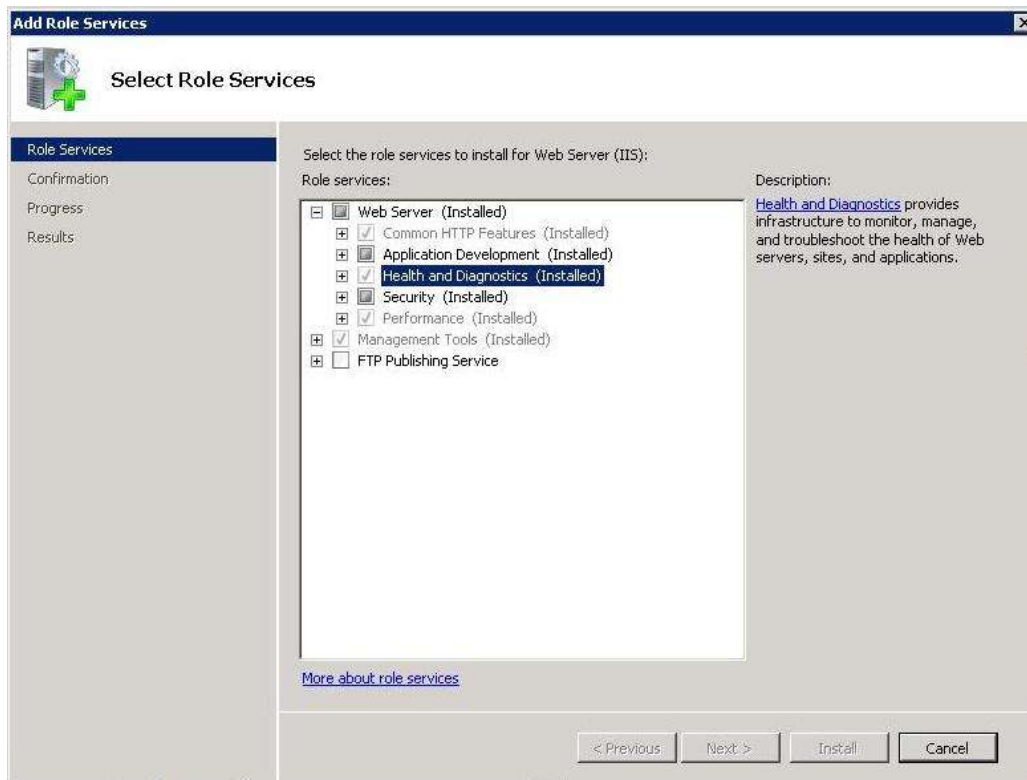 Add Role Services
Select Role Services
Role Services
Confirmation
Progress
Results
Select the role services to install for Web Server (IIS):
Role services:
Web Server (Installed)
Common HTTP Features (Installed)
Application Development (Installed)
Health and Diagnostics (Installed)
Security (Installed)
Performance (Installed)
Management Tools (Installed)
FTP Publishing Service
More about role services
Description:
Health and Diagnostics provides
infrastructure to monitor, manage,
and troubleshoot the health of Web
servers, sites, and applications.
< Previous
Next >
Install
Cancel